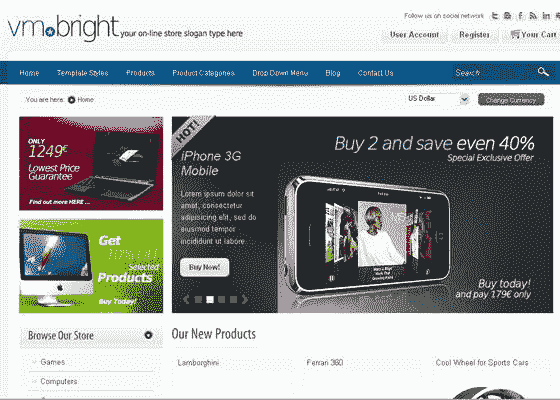 Follow us on social network
vm.bright your on-line store slogan type here
User Account Register Your Cart
Home Template Styles Products Product Categories Drop Down Menu Blog Contact Us Search
You are here: Home US Dollar Change Currency
ONLY
1249€
Lowest Price
Guarantee
Find out more HERE ...
Get
Selected
Products
Buy Today!
HOT!
iPhone 3G
Mobile
Lorem ipsum dolor sit
amat, consectetur
adipisicing elit, sed do
eiusmod tempor
incididunt ut labore
Buy Now!
Buy 2 and save even 40%
Special Exclusive Offer
Buy today!
and pay 179€ only
Browse Our Store
Games
Computers
Our New Products
Lamborghini Ferrari 360 Cool Wheel for Sports Cars